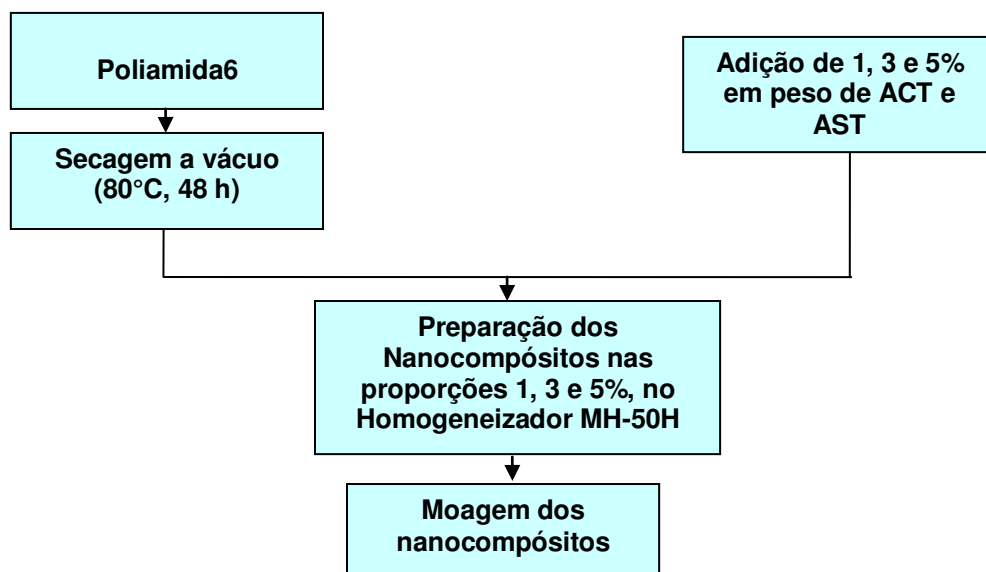 Poliamida6
Secagem a vácuo
(80°C, 48 h)
Adição de 1, 3 e 5%
em peso de ACT e
AST
Preparação dos
Nanocompósitos nas
proporções 1, 3 e 5%, no
Homogeneizador MH-50H
Moagem dos
nanocompósitos